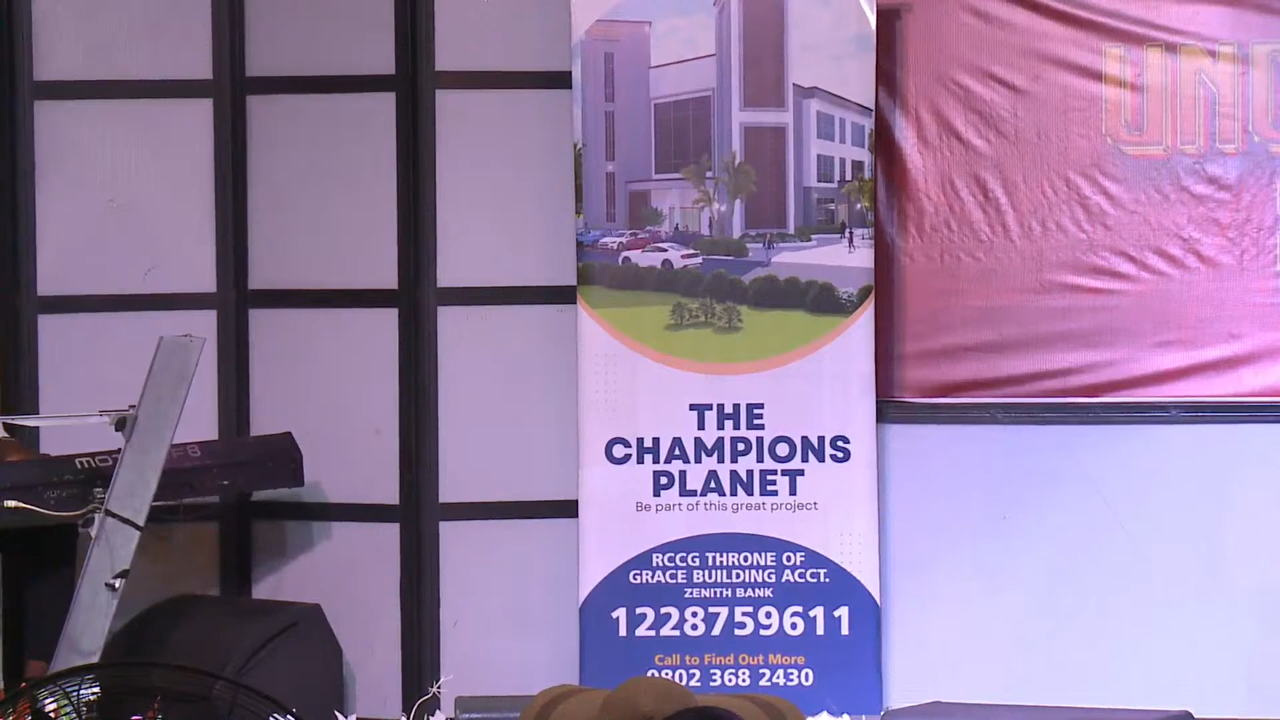 THE
CHAMPIONS
PLANET
Be part of this great project
RCCG THRONE OF
GRACE BUILDING ACCT.
ZENITH BANK
1228759611
Call to Find Out More
0802 368 2430